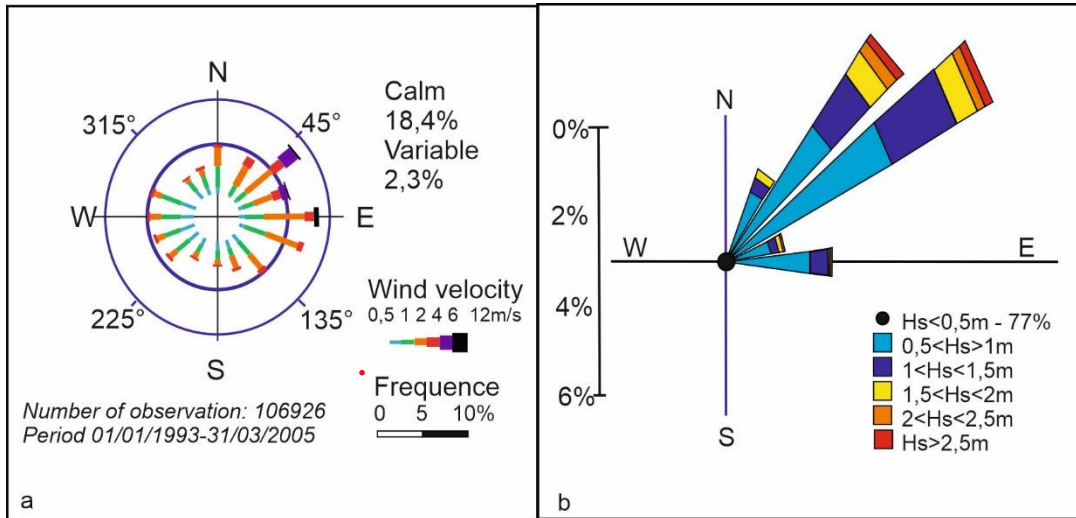 N
Calm
18,4%
Variable
2,3%
315°
45°
W
E
225°
135°
S
Wind velocity
0,5 1 2 4 6 12m/s
Frequence
0 5 10%
Number of observation: 106926
Period 01/01/1993-31/03/2005
a
b
N
0%
2%
W
E
4%
6%
S
Hs<0,5m - 77%
0,5<Hs>1m
1<Hs<1,5m
1,5<Hs<2m
2<Hs<2,5m
Hs>2,5m